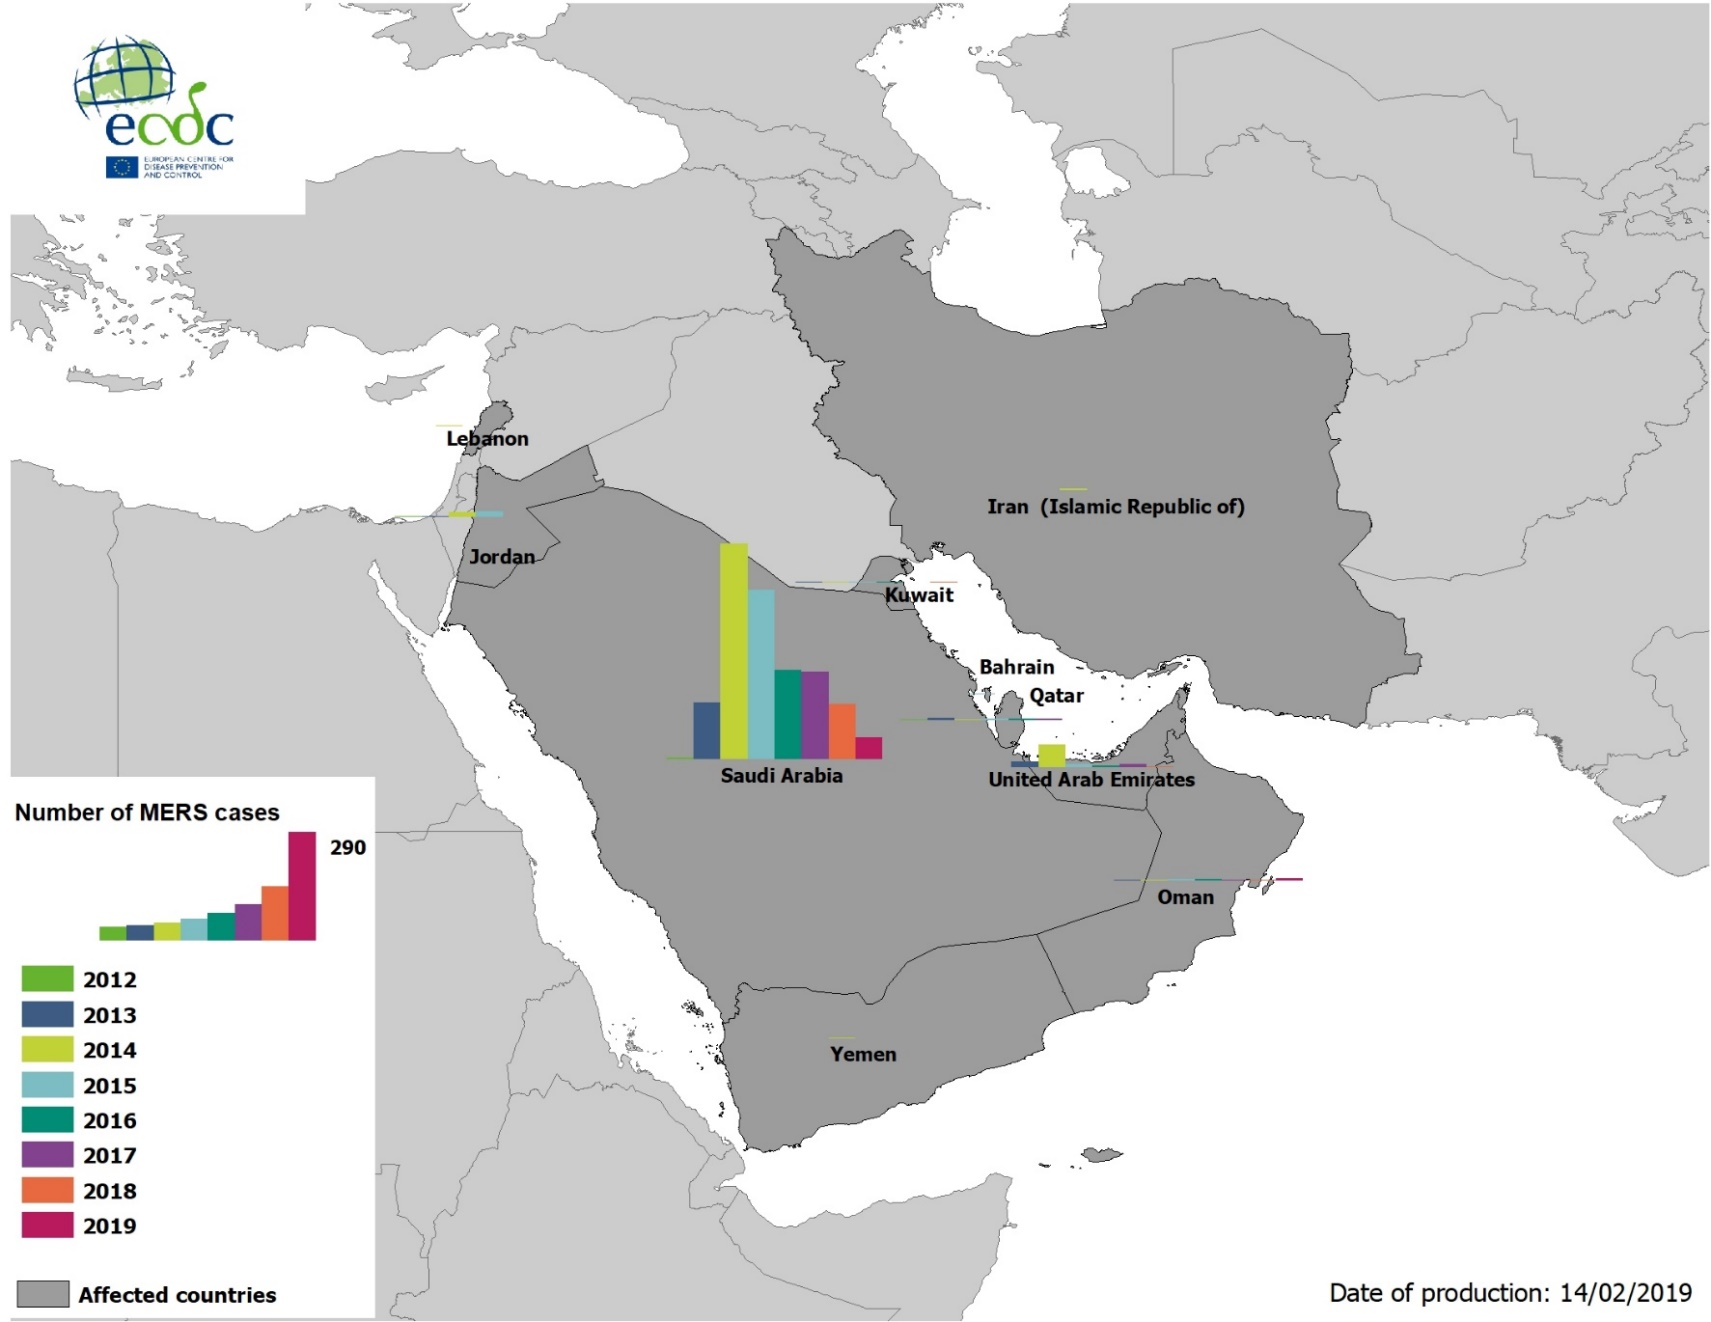 ecdc
EUROPEAN CENTRE FOR
DISEASE PREVENTION
AND CONTROL
Lebanon
Iran (Islamic Republic of)
Jordan
Kuwait
Bahrain
Qatar
Saudi Arabia
United Arab Emirates
Oman
Yemen
Number of MERS cases
290
2012
2013
2014
2015
2016
2017
2018
2019
Affected countries
Date of production: 14/02/2019